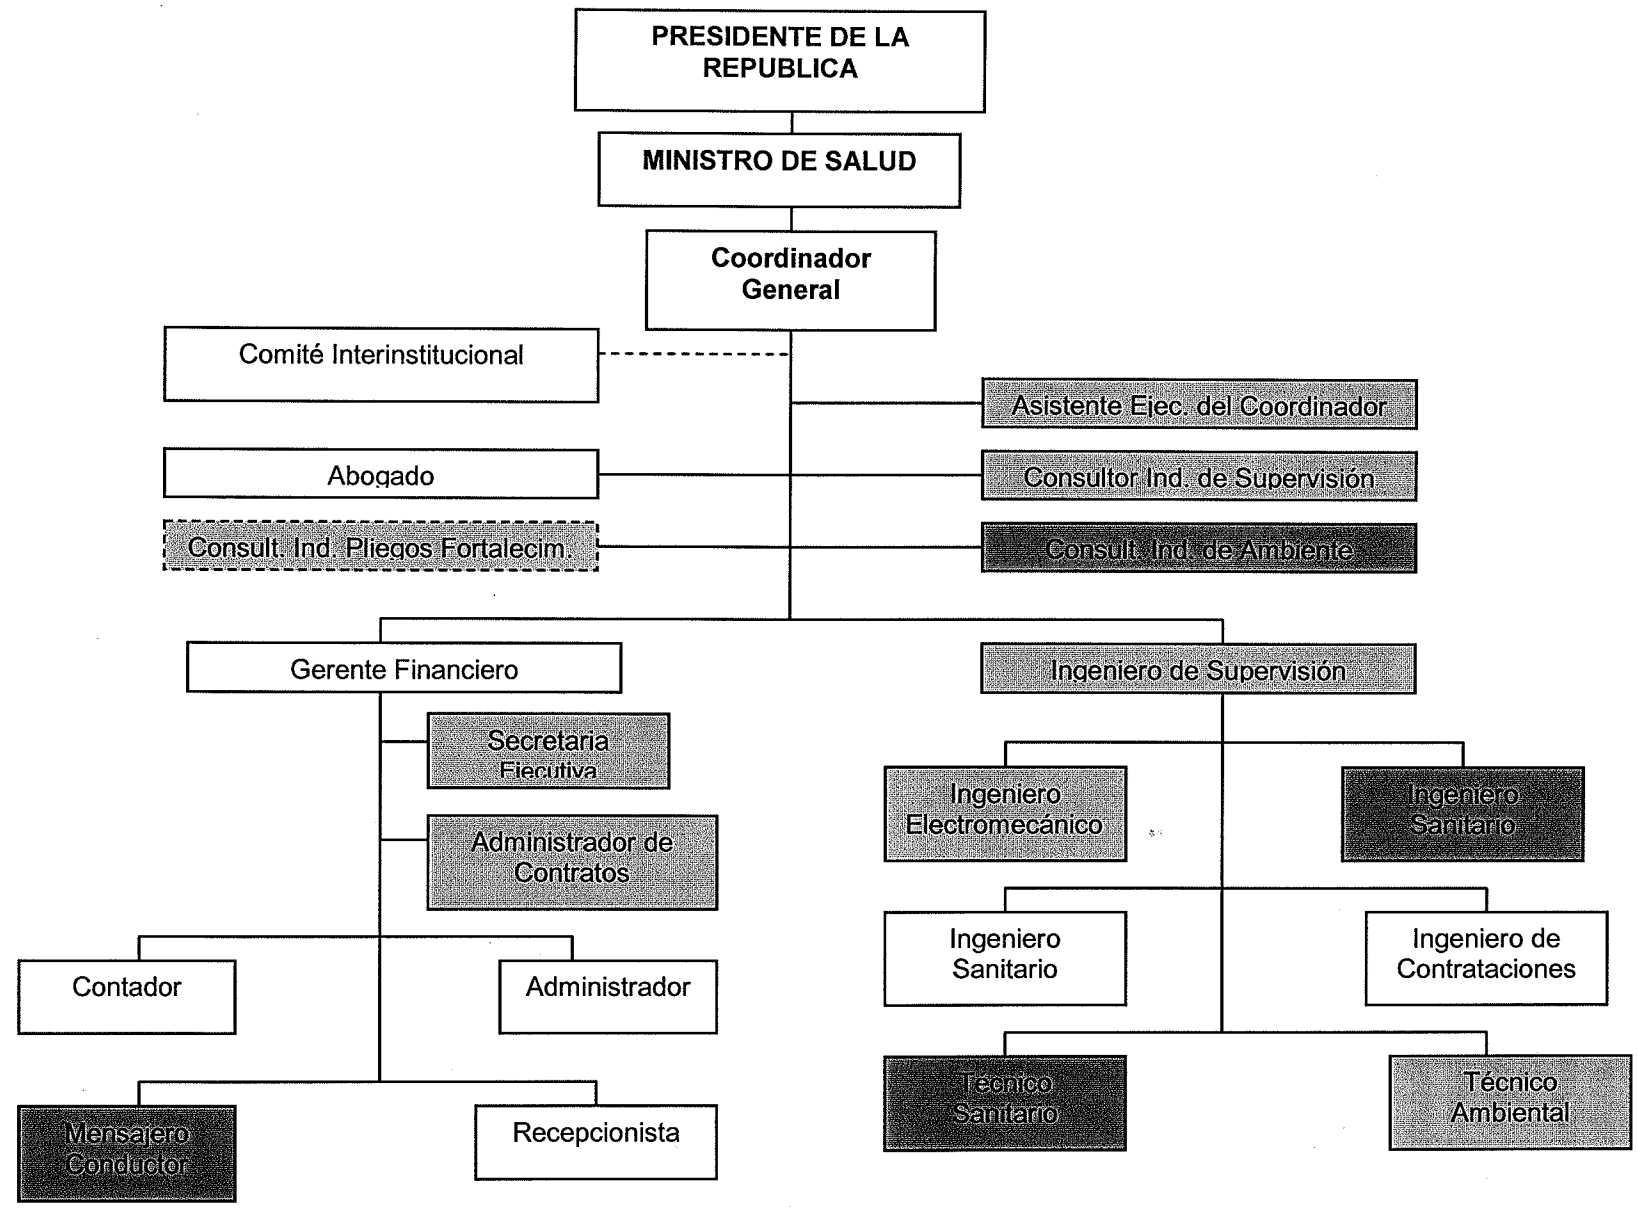 PRESIDENTE DE LA
REPUBLICA
MINISTRO DE SALUD
Coordinador
General
Comité Interinstitucional
Asistente Ejec. del Coordinador
Abogado
Consultor Ind. de Supervisión
Consult. Ind. Pliegos Fortalecim.
Consult. Ind. de Ambiente
Gerente Financiero
Ingeniero de Supervisión
Secretaria
Ejecutiva
Ingeniero
Electromecánico
Ingeniero
Sanitario
Administrador de
Contratos
Ingeniero
Sanitario
Ingeniero de
Contrataciones
Contador
Administrador
Técnico
Sanitario
Técnico
Ambiental
Mensajero
Conductor
Recepcionista